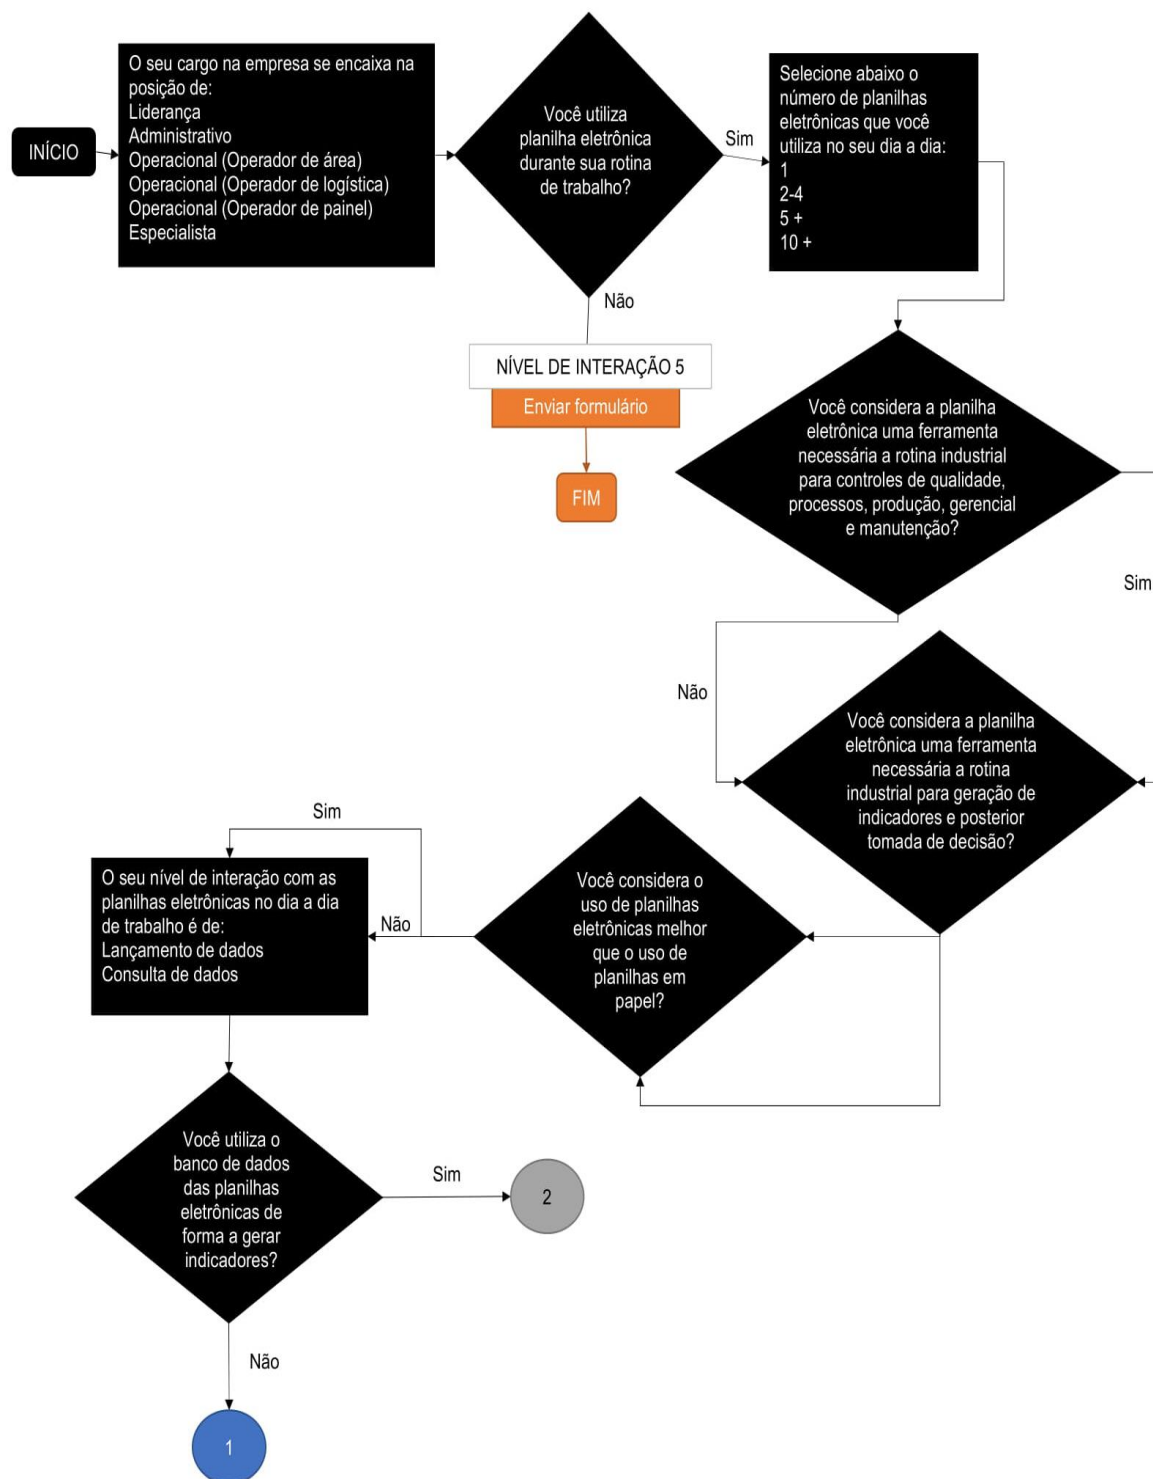 INÍCIO
O seu cargo na empresa se encaixa na
posição de:
Liderança
Administrativo
Operacional (Operador de área)
Operacional (Operador de logística)
Operacional (Operador de painel)
Especialista
Você utiliza
planilha eletrônica
durante sua rotina
de trabalho?
Sim
Selecione abaixo o
número de planilhas
eletrônicas que você
utiliza no seu dia a dia:
1
2-4
5 +
10 +
Não
NÍVEL DE INTERAÇÃO 5
Enviar formulário
FIM
Você considera a planilha
eletrônica uma ferramenta
necessária a rotina industrial
para controles de qualidade,
processos, produção, gerencial
e manutenção?
Sim
Não
Você considera a planilha
eletrônica uma ferramenta
necessária a rotina
industrial para geração de
indicadores e posterior
tomada de decisão?
Você considera o
uso de planilhas
eletrônicas melhor
que o uso de
planilhas em
papel?
Sim
Não
O seu nível de interação com as
planilhas eletrônicas no dia a dia
de trabalho é de:
Lançamento de dados
Consulta de dados
Você utiliza o
banco de dados
das planilhas
eletrônicas de
forma a gerar
indicadores?
Sim
2
Não
1